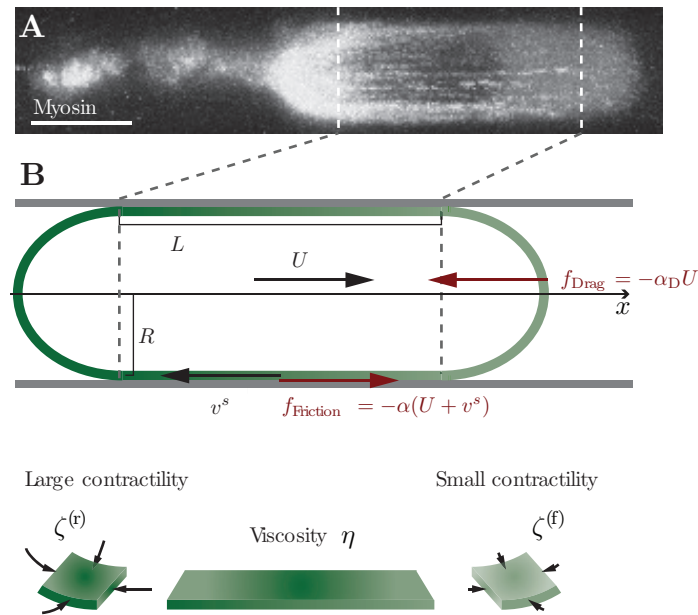 A
Myosin
B
L
U
f_Drag = −α_D U
x
R
v^s
f_Friction = −α(U + v^s)
Large contractility
Small contractility
ζ^(r)
ζ^(f)
Viscosity η